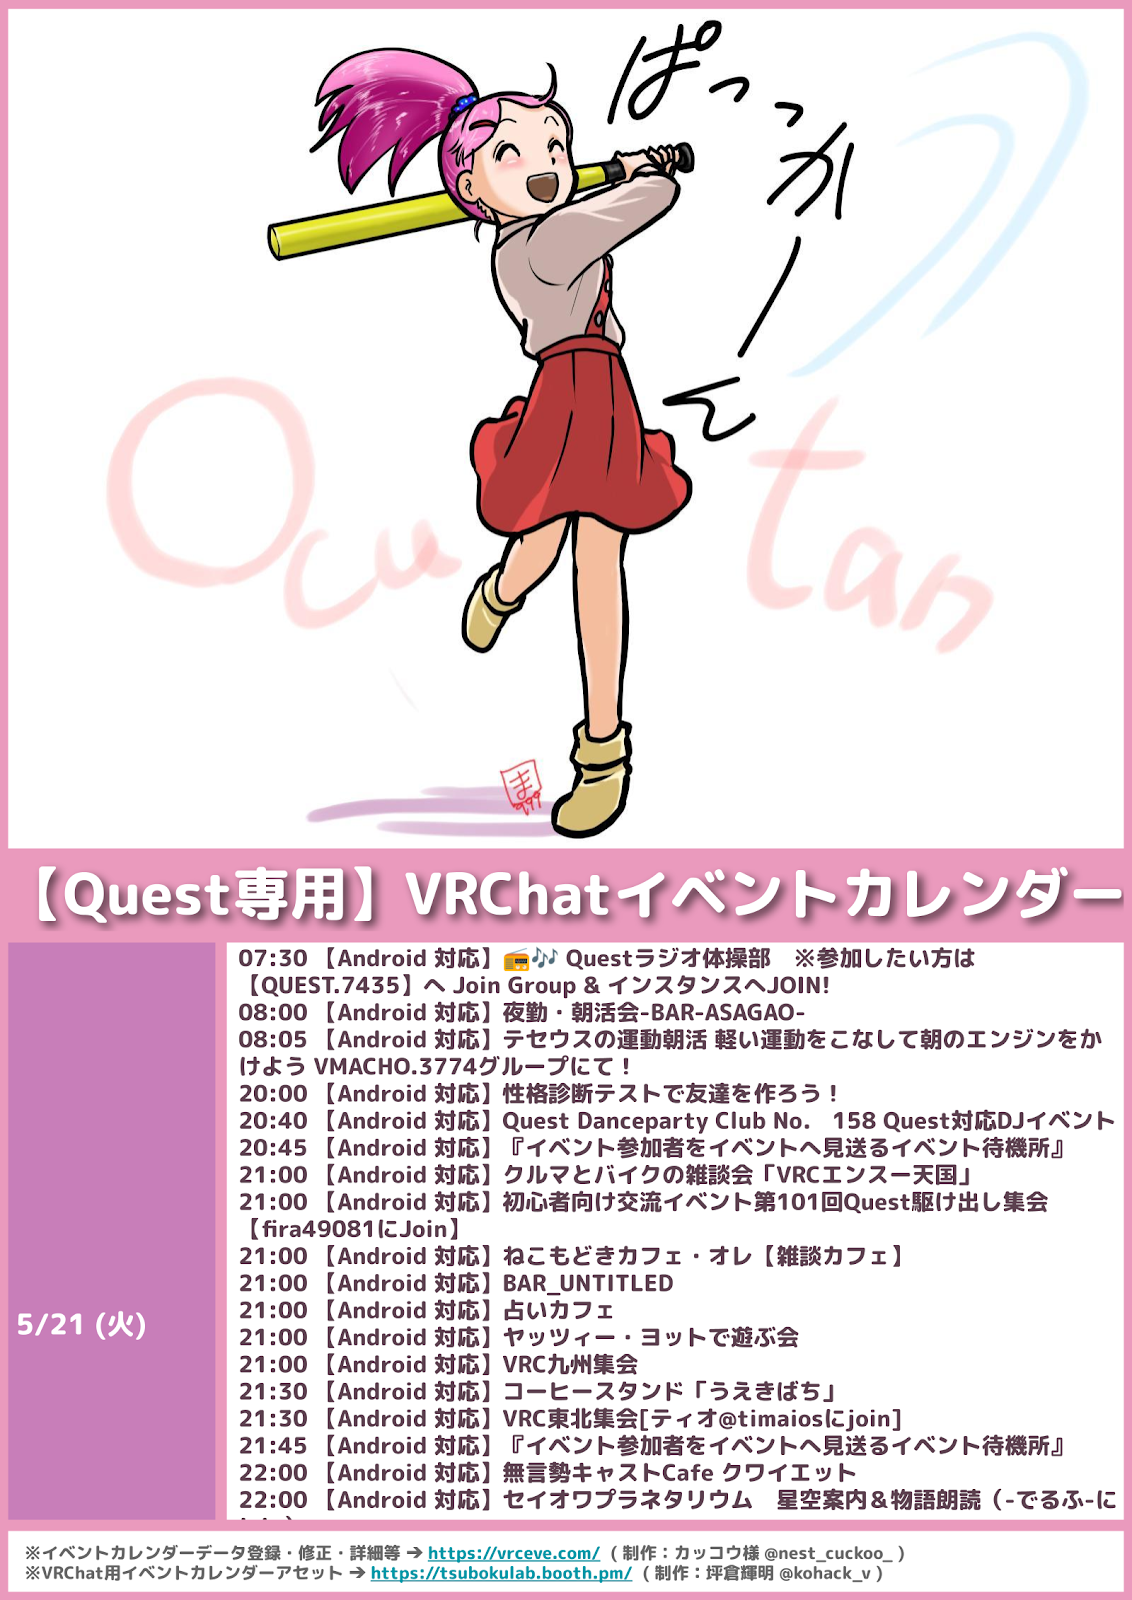 ぱっっかーん
Ocu tan
ま
999
【Quest専用】VRChatイベントカレンダー
5/21 (火)
07:30 【Android 対応】📻🎶 Questラジオ体操部　※参加したい方は
【QUEST.7435】へ Join Group & インスタンスへJOIN!
08:00 【Android 対応】夜勤・朝活会-BAR-ASAGAO-
08:05 【Android 対応】テセウスの運動朝活 軽い運動をこなして朝のエンジンをか
けよう VMACHO.3774グループにて！
20:00 【Android 対応】性格診断テストで友達を作ろう！
20:40 【Android 対応】Quest Danceparty Club No.　158 Quest対応DJイベント
20:45 【Android 対応】『イベント参加者をイベントへ見送るイベント待機所』
21:00 【Android 対応】クルマとバイクの雑談会「VRCエンスー天国」
21:00 【Android 対応】初心者向け交流イベント第101回Quest駆け出し集会
【fira49081にJoin】
21:00 【Android 対応】ねこもどきカフェ・オレ【雑談カフェ】
21:00 【Android 対応】BAR_UNTITLED
21:00 【Android 対応】占いカフェ
21:00 【Android 対応】ヤッツィー・ヨットで遊ぶ会
21:00 【Android 対応】VRC九州集会
21:30 【Android 対応】コーヒースタンド「うえきばち」
21:30 【Android 対応】VRC東北集会[ティオ@timaiosにjoin]
21:45 【Android 対応】『イベント参加者をイベントへ見送るイベント待機所』
22:00 【Android 対応】無言勢キャストCafe クワイエット
22:00 【Android 対応】セイオワプラネタリウム　星空案内＆物語朗読（-でるふ-に
※イベントカレンダーデータ登録・修正・詳細等 ➔ https://vrceve.com/ ( 制作：カッコウ様 @nest_cuckoo_ )
※VRChat用イベントカレンダーアセット ➔ https://tsubokulab.booth.pm/ ( 制作：坪倉輝明 @kohack_v )